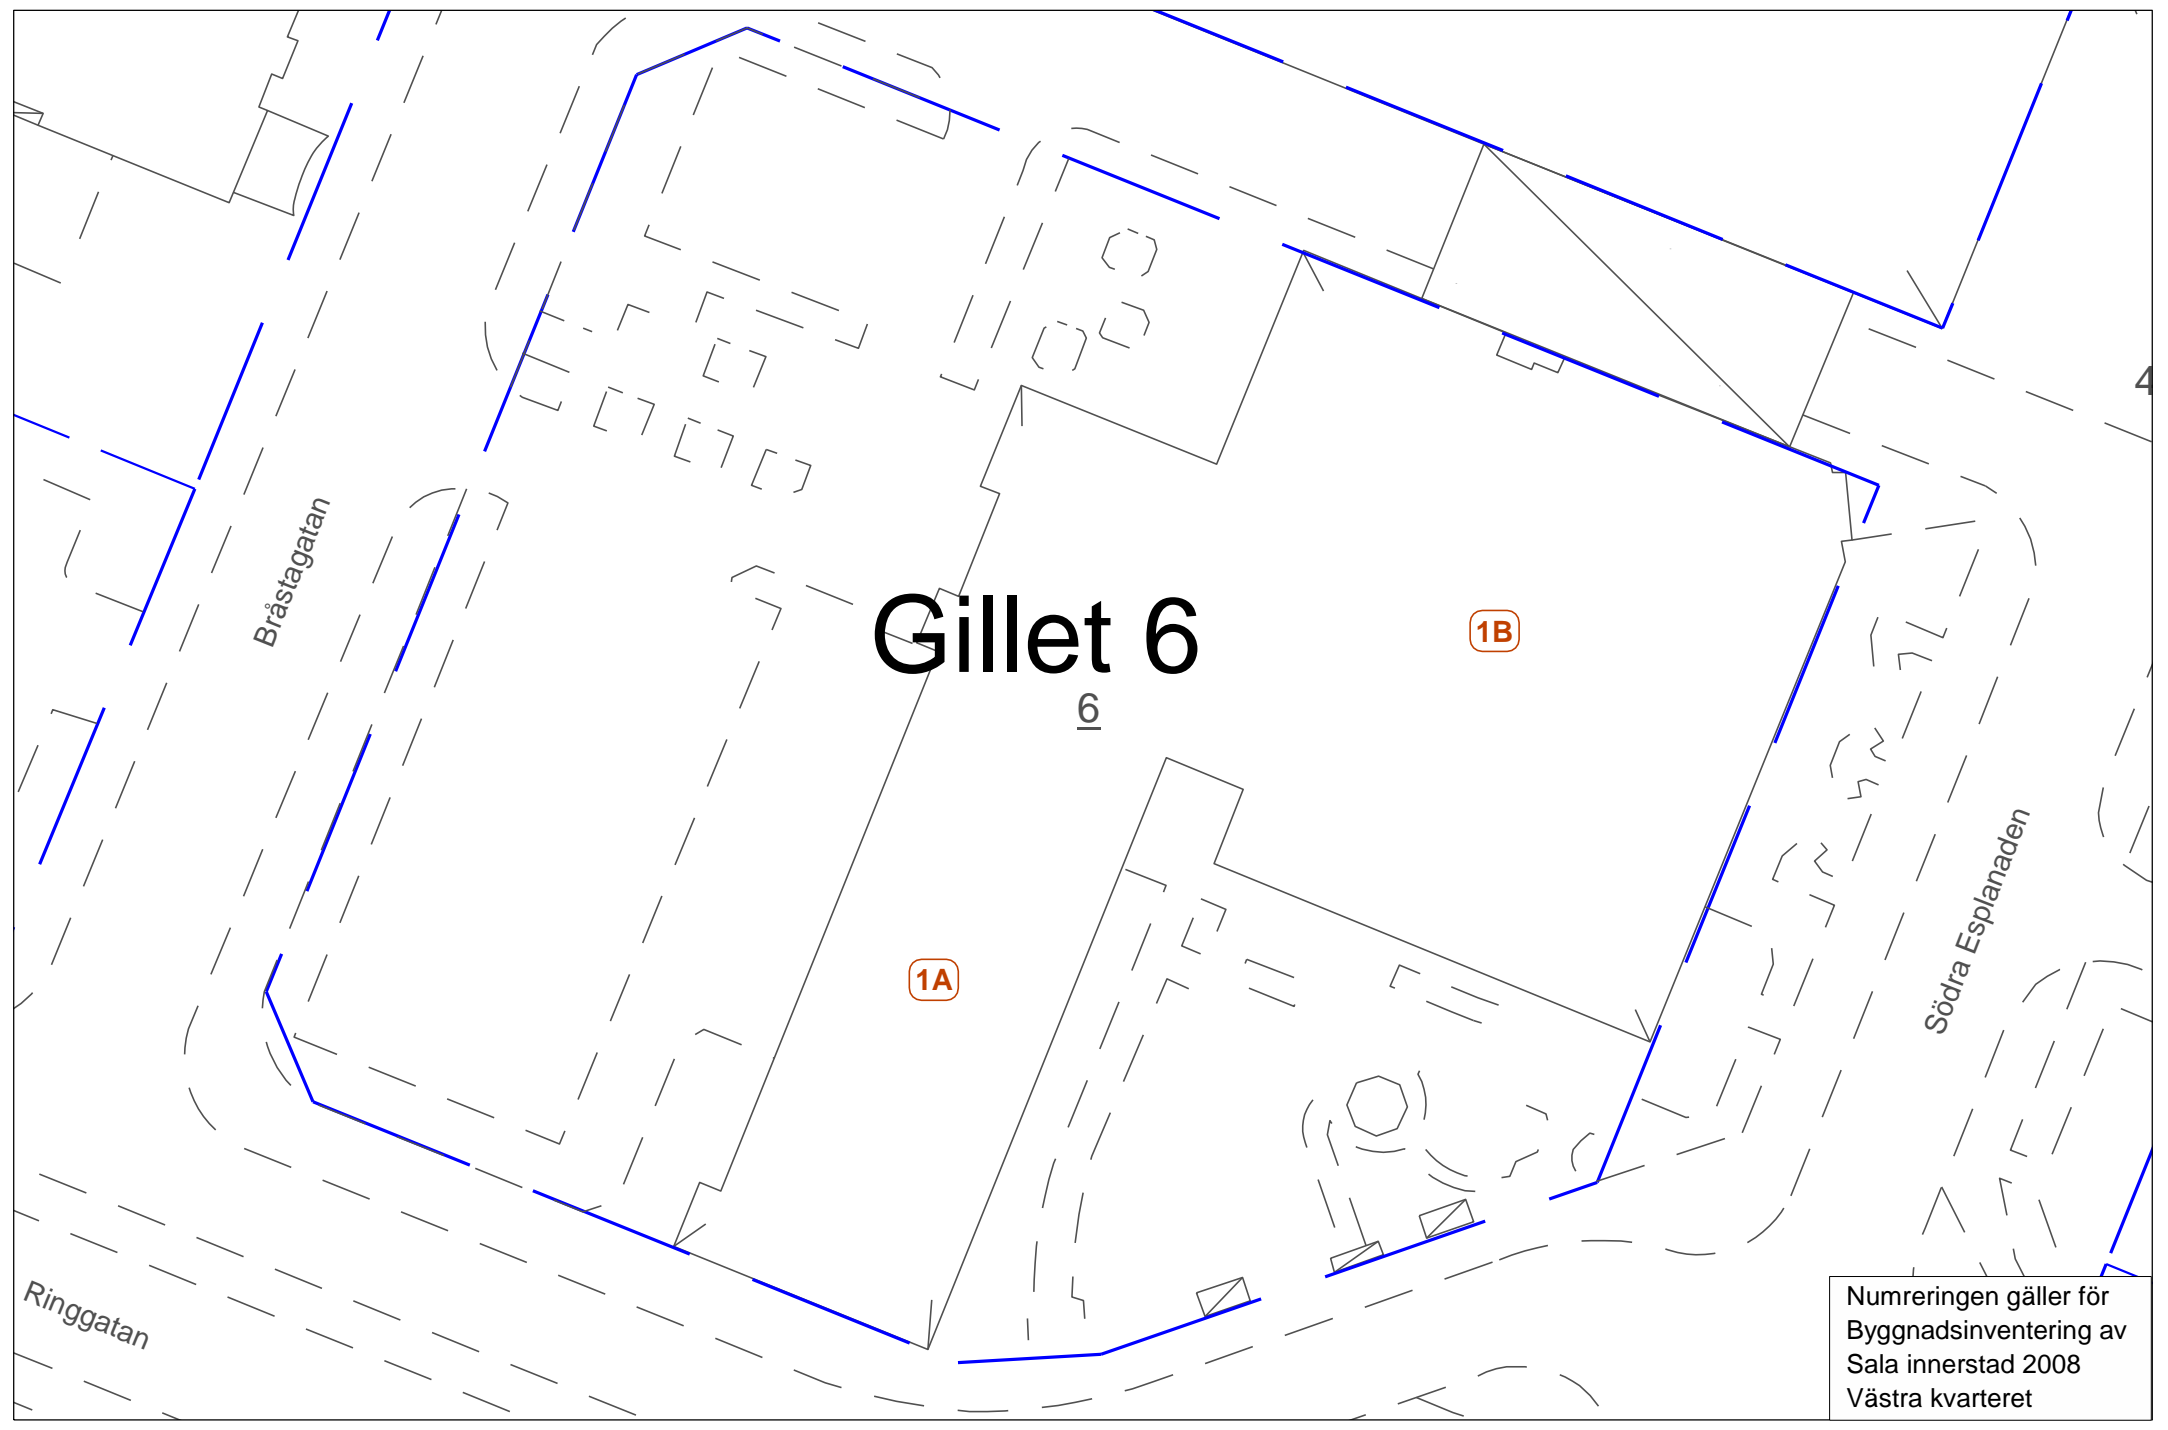 4
Bråstagatan
Gillet 6
1B
6
Södra Esplanaden
1A
Ringgatan
Numreringen gäller för
Byggnadsinventering av
Sala innerstad 2008
Västra kvarteret